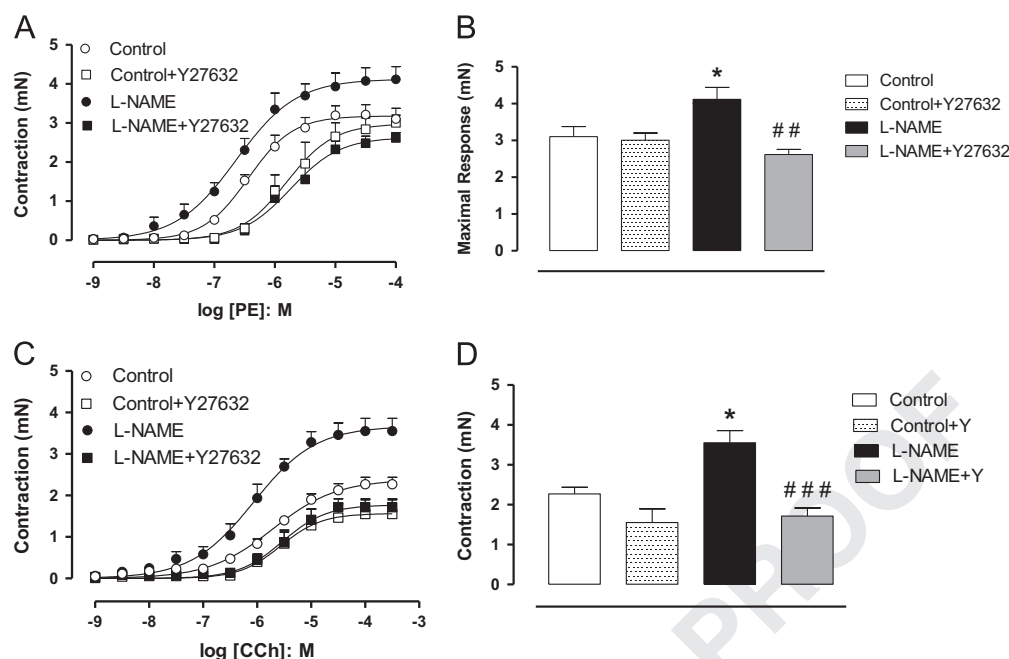 A
Contraction (mN)
5
4
3
2
1
0
Control
Control+Y27632
L-NAME
L-NAME+Y27632
-9 -8 -7 -6 -5 -4
log [PE]: M
B
Maximal Response (mN)
5
4
3
2
1
0
*
##
Control
Control+Y27632
L-NAME
L-NAME+Y27632
C
Contraction (mN)
5
4
3
2
1
0
Control
Control+Y27632
L-NAME
L-NAME+Y27632
-9 -8 -7 -6 -5 -4 -3
log [CCh]: M
D
Contraction (mN)
5
4
3
2
1
0
*
###
Control
Control+Y
L-NAME
L-NAME+Y
PROOF